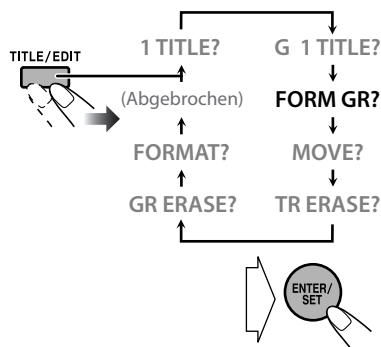 1 TITLE? G 1 TITLE?
TITLE/EDIT
(Abgebrochen) FORM GR?
FORMAT? MOVE?
GR ERASE? TR ERASE?
ENTER/
SET